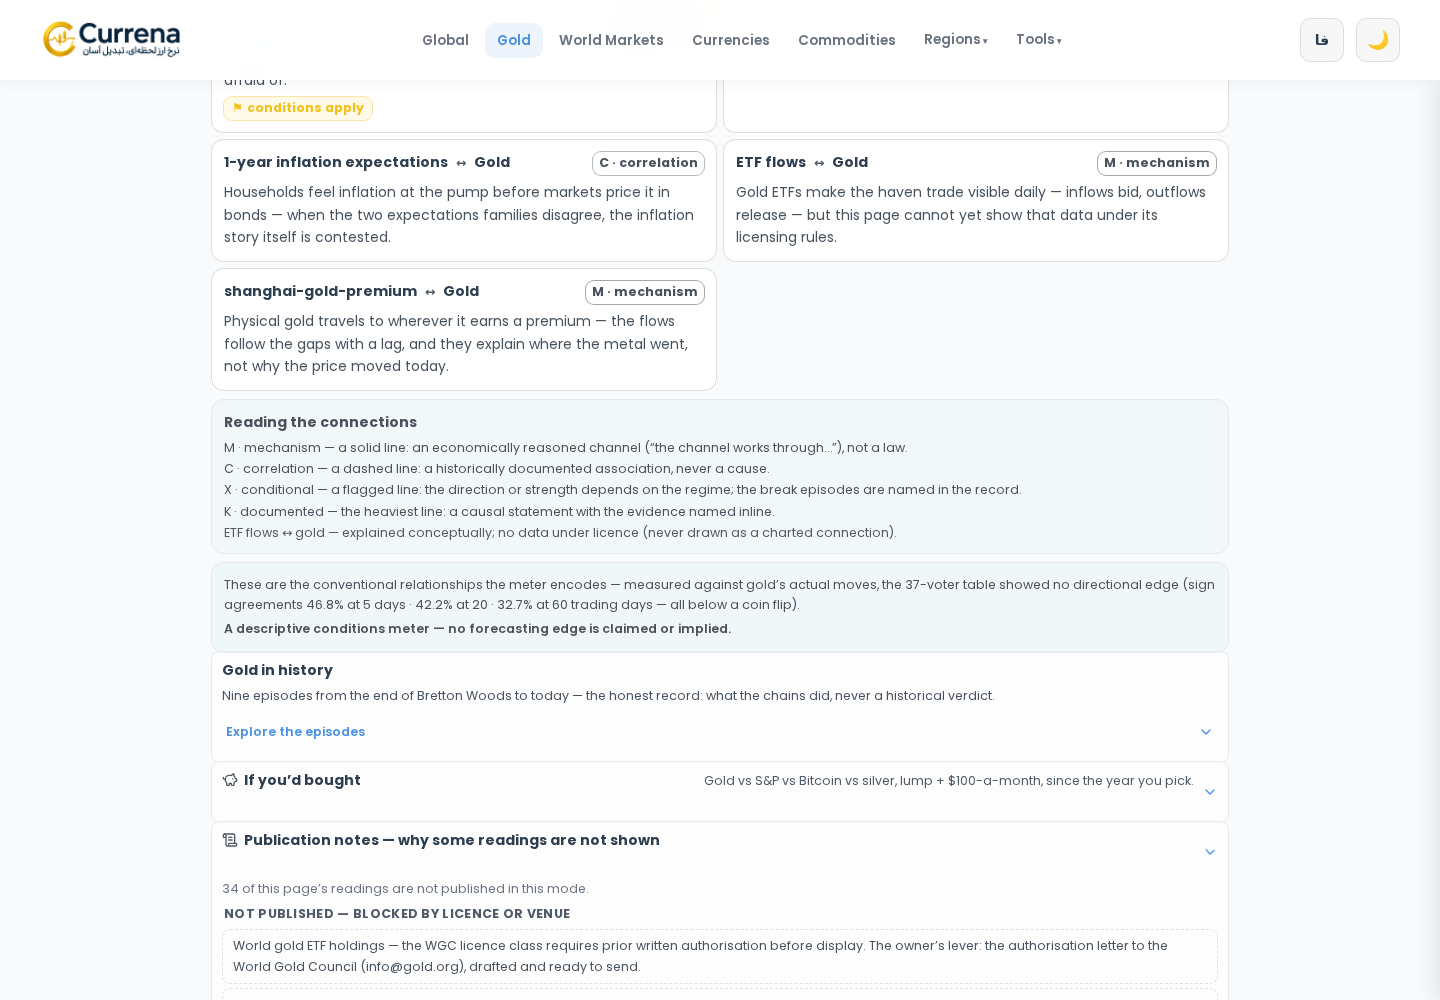 Currena
نرخ ارز لحظه‌ای، تبدیل آسان
Global
Gold
World Markets
Currencies
Commodities
Regions ▾
Tools ▾
فا
afraid of.
⚑ conditions apply
1-year inflation expectations ↔ Gold
C · correlation
Households feel inflation at the pump before markets price it in
bonds — when the two expectations families disagree, the inflation
story itself is contested.
ETF flows ↔ Gold
M · mechanism
Gold ETFs make the haven trade visible daily — inflows bid, outflows
release — but this page cannot yet show that data under its
licensing rules.
shanghai-gold-premium ↔ Gold
M · mechanism
Physical gold travels to wherever it earns a premium — the flows
follow the gaps with a lag, and they explain where the metal went,
not why the price moved today.
Reading the connections
M · mechanism — a solid line: an economically reasoned channel (“the channel works through…”), not a law.
C · correlation — a dashed line: a historically documented association, never a cause.
X · conditional — a flagged line: the direction or strength depends on the regime; the break episodes are named in the record.
K · documented — the heaviest line: a causal statement with the evidence named inline.
ETF flows ↔ gold — explained conceptually; no data under licence (never drawn as a charted connection).
These are the conventional relationships the meter encodes — measured against gold’s actual moves, the 37-voter table showed no directional edge (sign
agreements 46.8% at 5 days · 42.2% at 20 · 32.7% at 60 trading days — all below a coin flip).
A descriptive conditions meter — no forecasting edge is claimed or implied.
Gold in history
Nine episodes from the end of Bretton Woods to today — the honest record: what the chains did, never a historical verdict.
Explore the episodes
If you’d bought
Gold vs S&P vs Bitcoin vs silver, lump + $100-a-month, since the year you pick.
Publication notes — why some readings are not shown
34 of this page’s readings are not published in this mode.
NOT PUBLISHED — BLOCKED BY LICENCE OR VENUE
World gold ETF holdings — the WGC licence class requires prior written authorisation before display. The owner’s lever: the authorisation letter to the
World Gold Council (info@gold.org), drafted and ready to send.